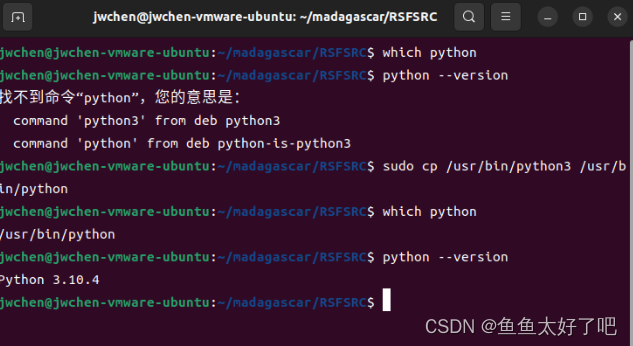 jwchen@jwchen-vmware-ubuntu: ~/madagascar/RSFSRC
jwchen@jwchen-vmware-ubuntu:~/madagascar/RSFSRC$ which python
jwchen@jwchen-vmware-ubuntu:~/madagascar/RSFSRC$ python --version
找不到命令“python”，您的意思是：
command 'python3' from deb python3
command 'python' from deb python-is-python3
jwchen@jwchen-vmware-ubuntu:~/madagascar/RSFSRC$ sudo cp /usr/bin/python3 /usr/b
in/python
jwchen@jwchen-vmware-ubuntu:~/madagascar/RSFSRC$ which python
/usr/bin/python
jwchen@jwchen-vmware-ubuntu:~/madagascar/RSFSRC$ python --version
Python 3.10.4
jwchen@jwchen-vmware-ubuntu:~/madagascar/RSFSRC$
CSDN @鱼鱼太好了吧